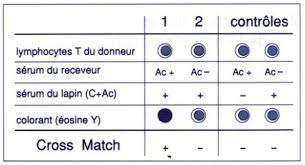 1 2 contrôles
lymphocytes T du donneur
sérum du receveur Ac + Ac – Ac + Ac –
sérum du lapin (C+Ac) + + – +
colorant (éosine Y)
Cross Match + – – –